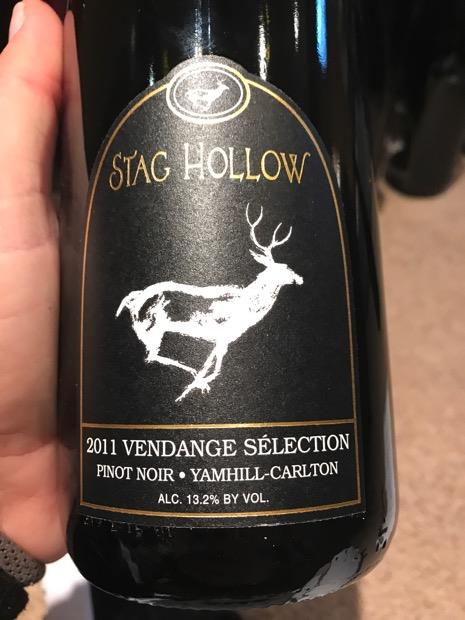 STAG HOLLOW
2011 VENDANGE SÉLECTION
PINOT NOIR • YAMHILL-CARLTON
ALC. 13.2% BY VOL.